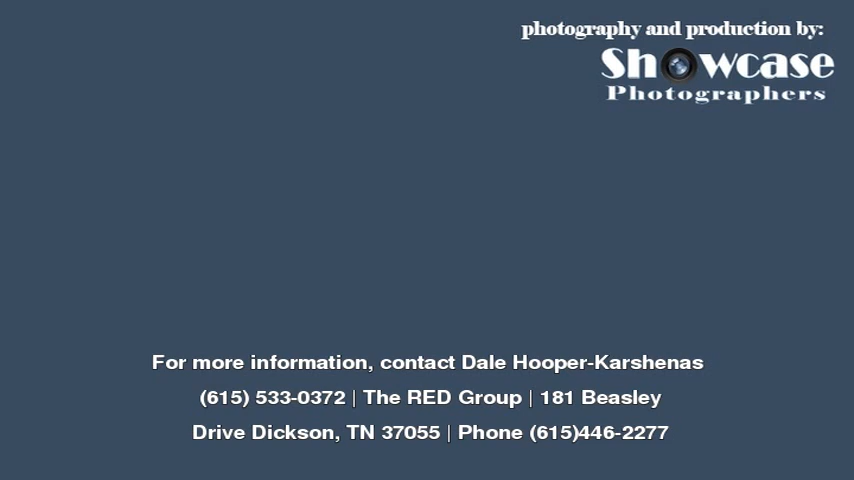 photography and production by:
Showcase
Photographers
For more information, contact Dale Hooper-Karshenas
(615) 533-0372 | The RED Group | 181 Beasley
Drive Dickson, TN 37055 | Phone (615)446-2277